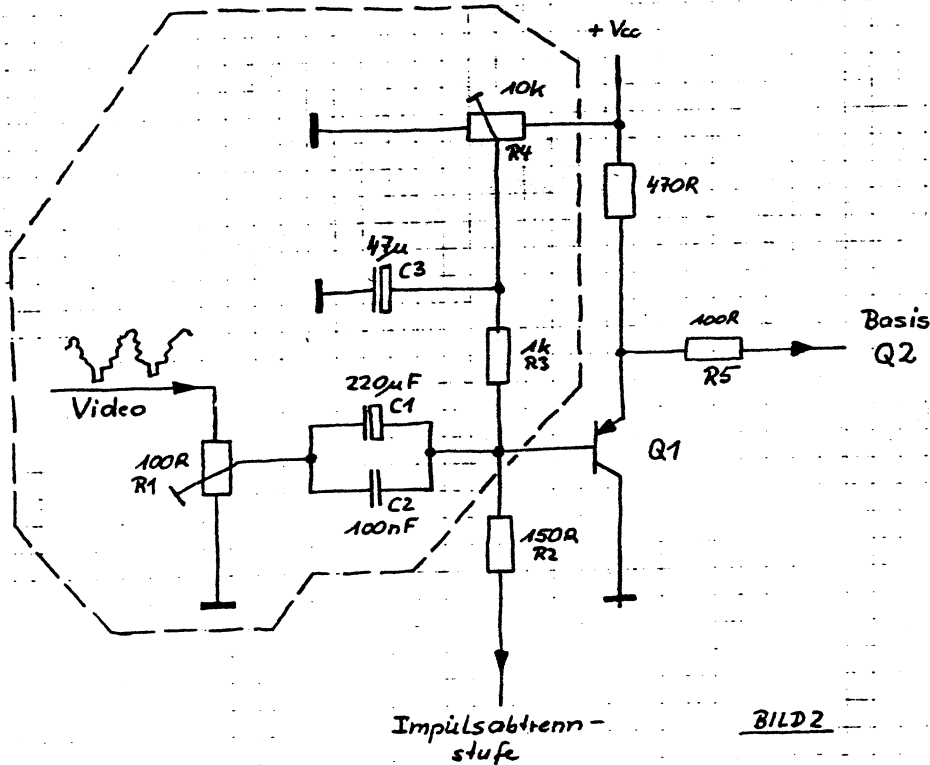 + Vcc
10k
R4
470R
47µ
C3
100R
R5
Basis
Q2
1k
R3
220µF
C1
Video
100R
R1
C2
100nF
Q1
150R
R2
Impulsabtrenn-
stufe
BILD2